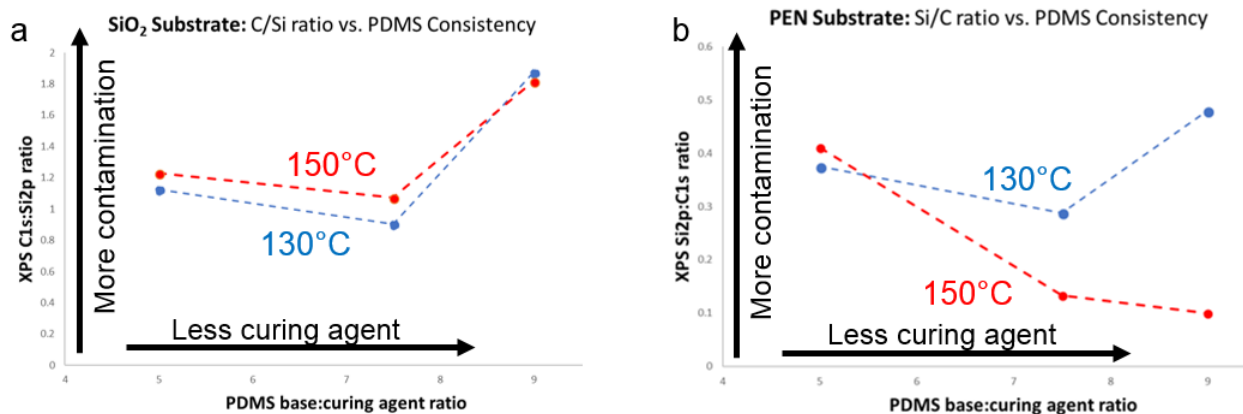 a
SiO₂ Substrate: C/Si ratio vs. PDMS Consistency
2
1.8
1.6
1.4
1.2
1
0.8
0.6
0.4
0.2
0
XPS C1s:Si2p ratio
More contamination
150°C
130°C
Less curing agent
4
5
6
7
8
9
PDMS base:curing agent ratio
b
PEN Substrate: Si/C ratio vs. PDMS Consistency
0.6
0.5
0.4
0.3
0.2
0.1
0
XPS Si2p:C1s ratio
More contamination
130°C
150°C
Less curing agent
4
5
6
7
8
9
PDMS base:curing agent ratio